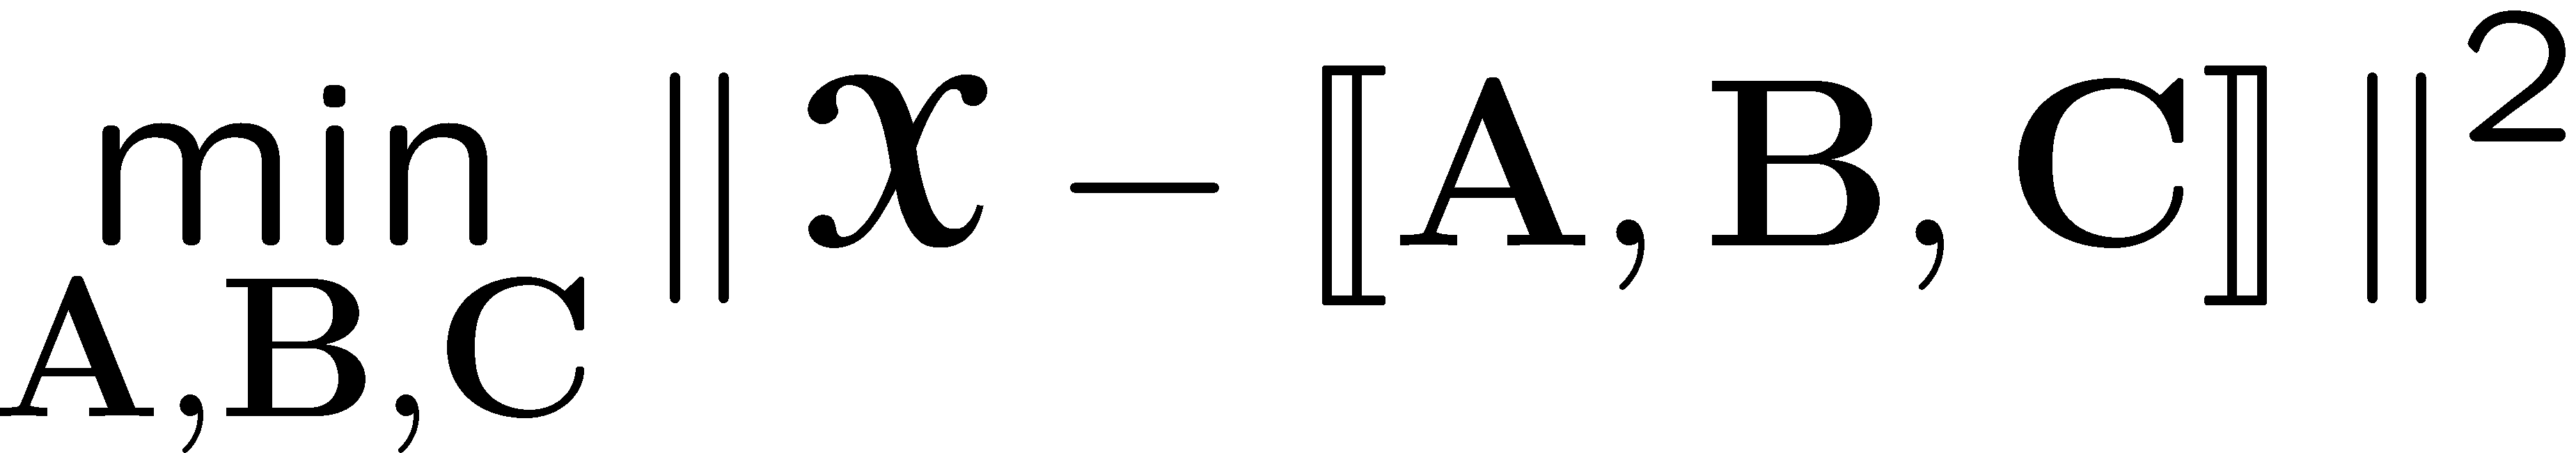 min ‖ 𝒳 − ⟦A, B, C⟧ ‖²
A,B,C